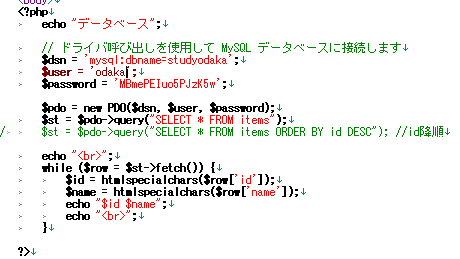 <body>
<?php
echo "データベース";
// ドライバ呼び出しを使用して MySQL データベースに接続します
$dsn = 'mysql:dbname=studyodaka';
$user = 'odaka';
$password = 'MBmePEIuo5PJzK5w';
$pdo = new PDO($dsn, $user, $password);
$st = $pdo->query("SELECT * FROM items");
/ $st = $pdo->query("SELECT * FROM items ORDER BY id DESC"); //id降順
echo "<br>";
while ($row = $st->fetch()) {
$id = htmlspecialchars($row['id']);
$name = htmlspecialchars($row['name']);
echo "$id $name";
echo "<br>";
}
?>